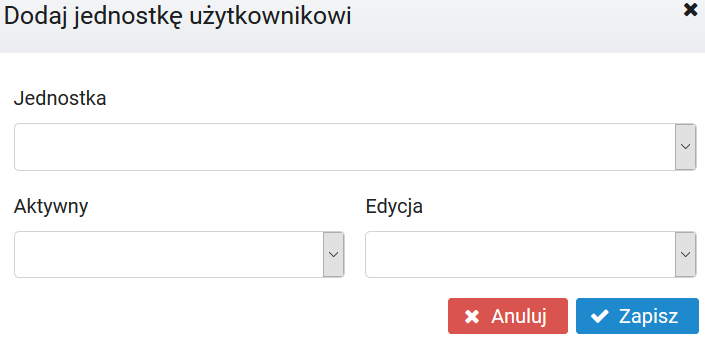 Dodaj jednostkę użytkownikowi
Jednostka
Aktywny Edycja
Anuluj Zapisz